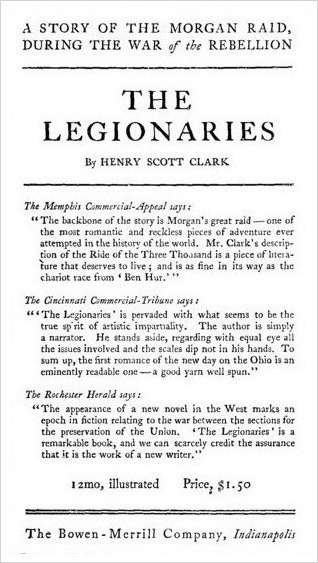 A STORY OF THE MORGAN RAID,
DURING THE WAR of the REBELLION
THE
LEGIONARIES
By HENRY SCOTT CLARK
The Memphis Commercial-Appeal says:
"The backbone of the story is Morgan's great raid—one of
the most romantic and reckless pieces of adventure ever
attempted in the history of the world. Mr. Clark's descrip-
tion of the Ride of the Three Thousand is a piece of litera-
ture that deserves to live; and is as fine in its way as the
chariot race from 'Ben Hur.'"
The Cincinnati Commercial-Tribune says:
"'The Legionaries' is pervaded with what seems to be the
true spirit of artistic impartiality. The author is simply
a narrator. He stands aside, regarding with equal eye all
the issues involved and the scales dip not in his hands. To
sum up, the first romance of the new day on the Ohio is an
eminently readable one—a good yarn well spun."
The Rochester Herald says:
"The appearance of a new novel in the West marks an
epoch in fiction relating to the war between the sections for
the preservation of the Union. 'The Legionaries' is a
remarkable book, and we can scarcely credit the assurance
that it is the work of a new writer."
12mo, illustrated Price, $1.50
The Bowen-Merrill Company, Indianapolis